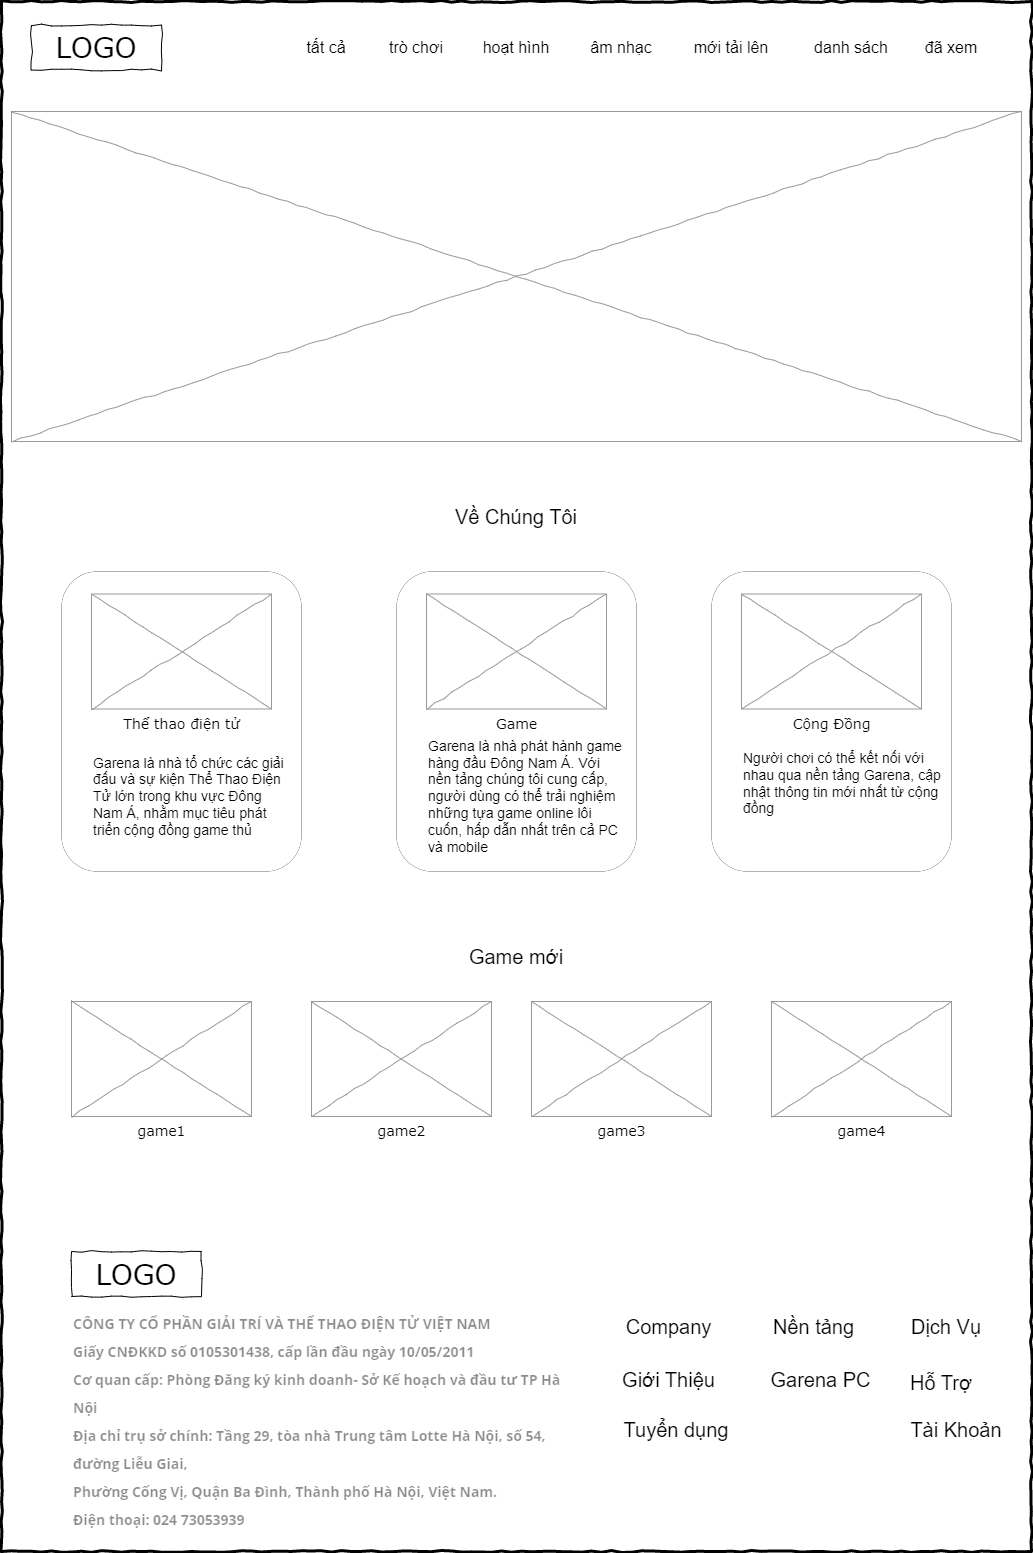 LOGO
tất cả
trò chơi
hoạt hình
âm nhạc
mới tải lên
danh sách
đã xem
Về Chúng Tôi
Thể thao điện tử
Garena là nhà tổ chức các giải
đấu và sự kiện Thể Thao Điện
Tử lớn trong khu vực Đông
Nam Á, nhằm mục tiêu phát
triển cộng đồng game thủ
Game
Garena là nhà phát hành game
hàng đầu Đông Nam Á. Với
nền tảng chúng tôi cung cấp,
người dùng có thể trải nghiệm
những tựa game online lôi
cuốn, hấp dẫn nhất trên cả PC
và mobile
Cộng Đồng
Người chơi có thể kết nối với
nhau qua nền tảng Garena, cập
nhật thông tin mới nhất từ cộng
đồng
Game mới
game1
game2
game3
game4
LOGO
CÔNG TY CỔ PHẦN GIẢI TRÍ VÀ THỂ THAO ĐIỆN TỬ VIỆT NAM
Giấy CNĐKKD số 0105301438, cấp lần đầu ngày 10/05/2011
Cơ quan cấp: Phòng Đăng ký kinh doanh- Sở Kế hoạch và đầu tư TP Hà
Nội
Địa chỉ trụ sở chính: Tầng 29, tòa nhà Trung tâm Lotte Hà Nội, số 54,
đường Liễu Giai,
Phường Cống Vị, Quận Ba Đình, Thành phố Hà Nội, Việt Nam.
Điện thoại: 024 73053939
Company
Nền tảng
Dịch Vụ
Giới Thiệu
Garena PC
Hỗ Trợ
Tuyển dụng
Tài Khoản